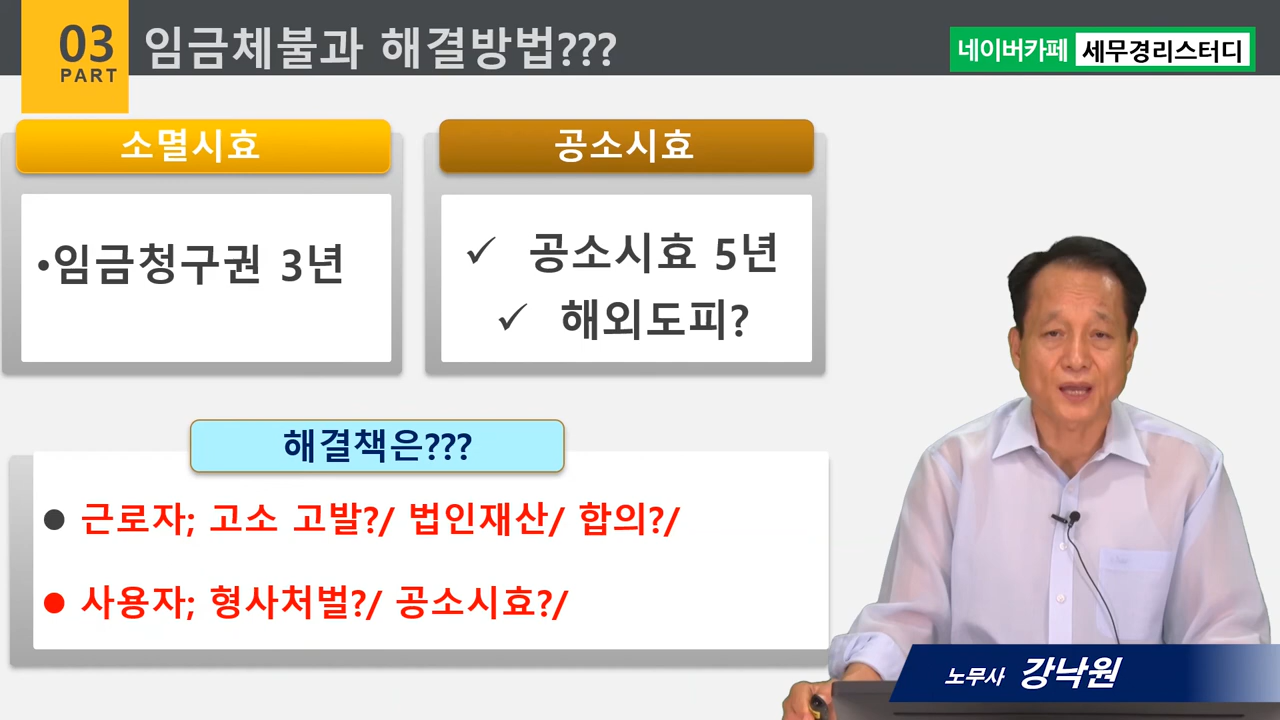 03
PART
임금체불과 해결방법???
네이버카페 세무경리스터디
소멸시효
•임금청구권 3년
공소시효
✓ 공소시효 5년
✓ 해외도피?
해결책은???
● 근로자; 고소 고발?/ 법인재산/ 합의?/
● 사용자; 형사처벌?/ 공소시효?/
노무사 강낙원